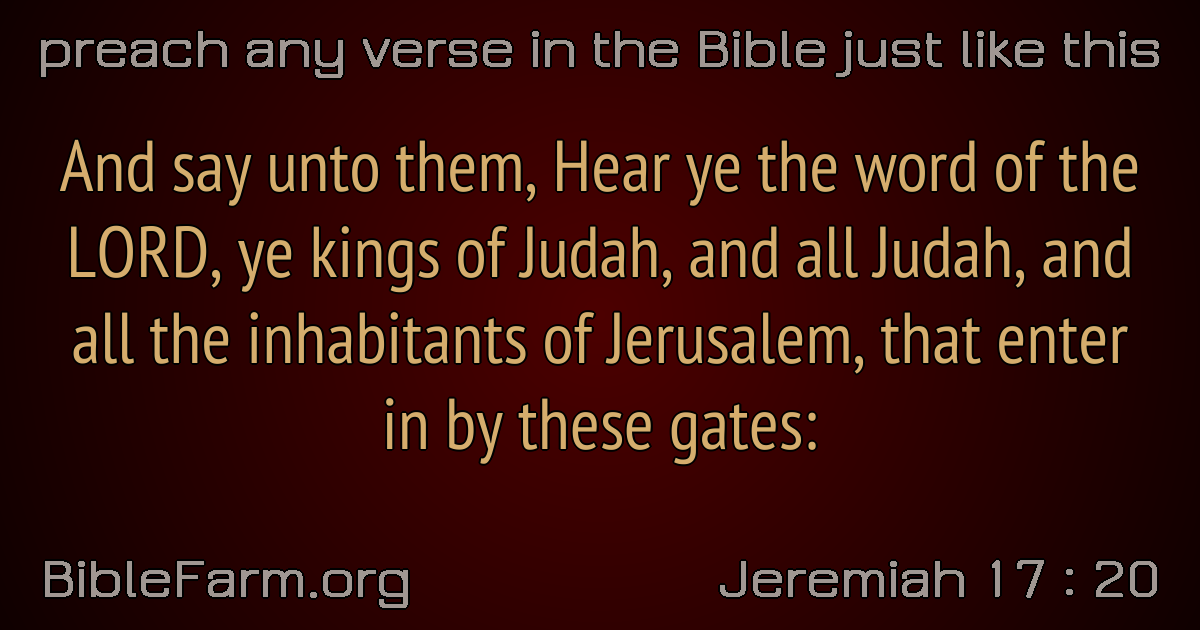 preach any verse in the Bible just like this
And say unto them, Hear ye the word of the
LORD, ye kings of Judah, and all Judah, and
all the inhabitants of Jerusalem, that enter
in by these gates:
BibleFarm.org
Jeremiah 17 : 20